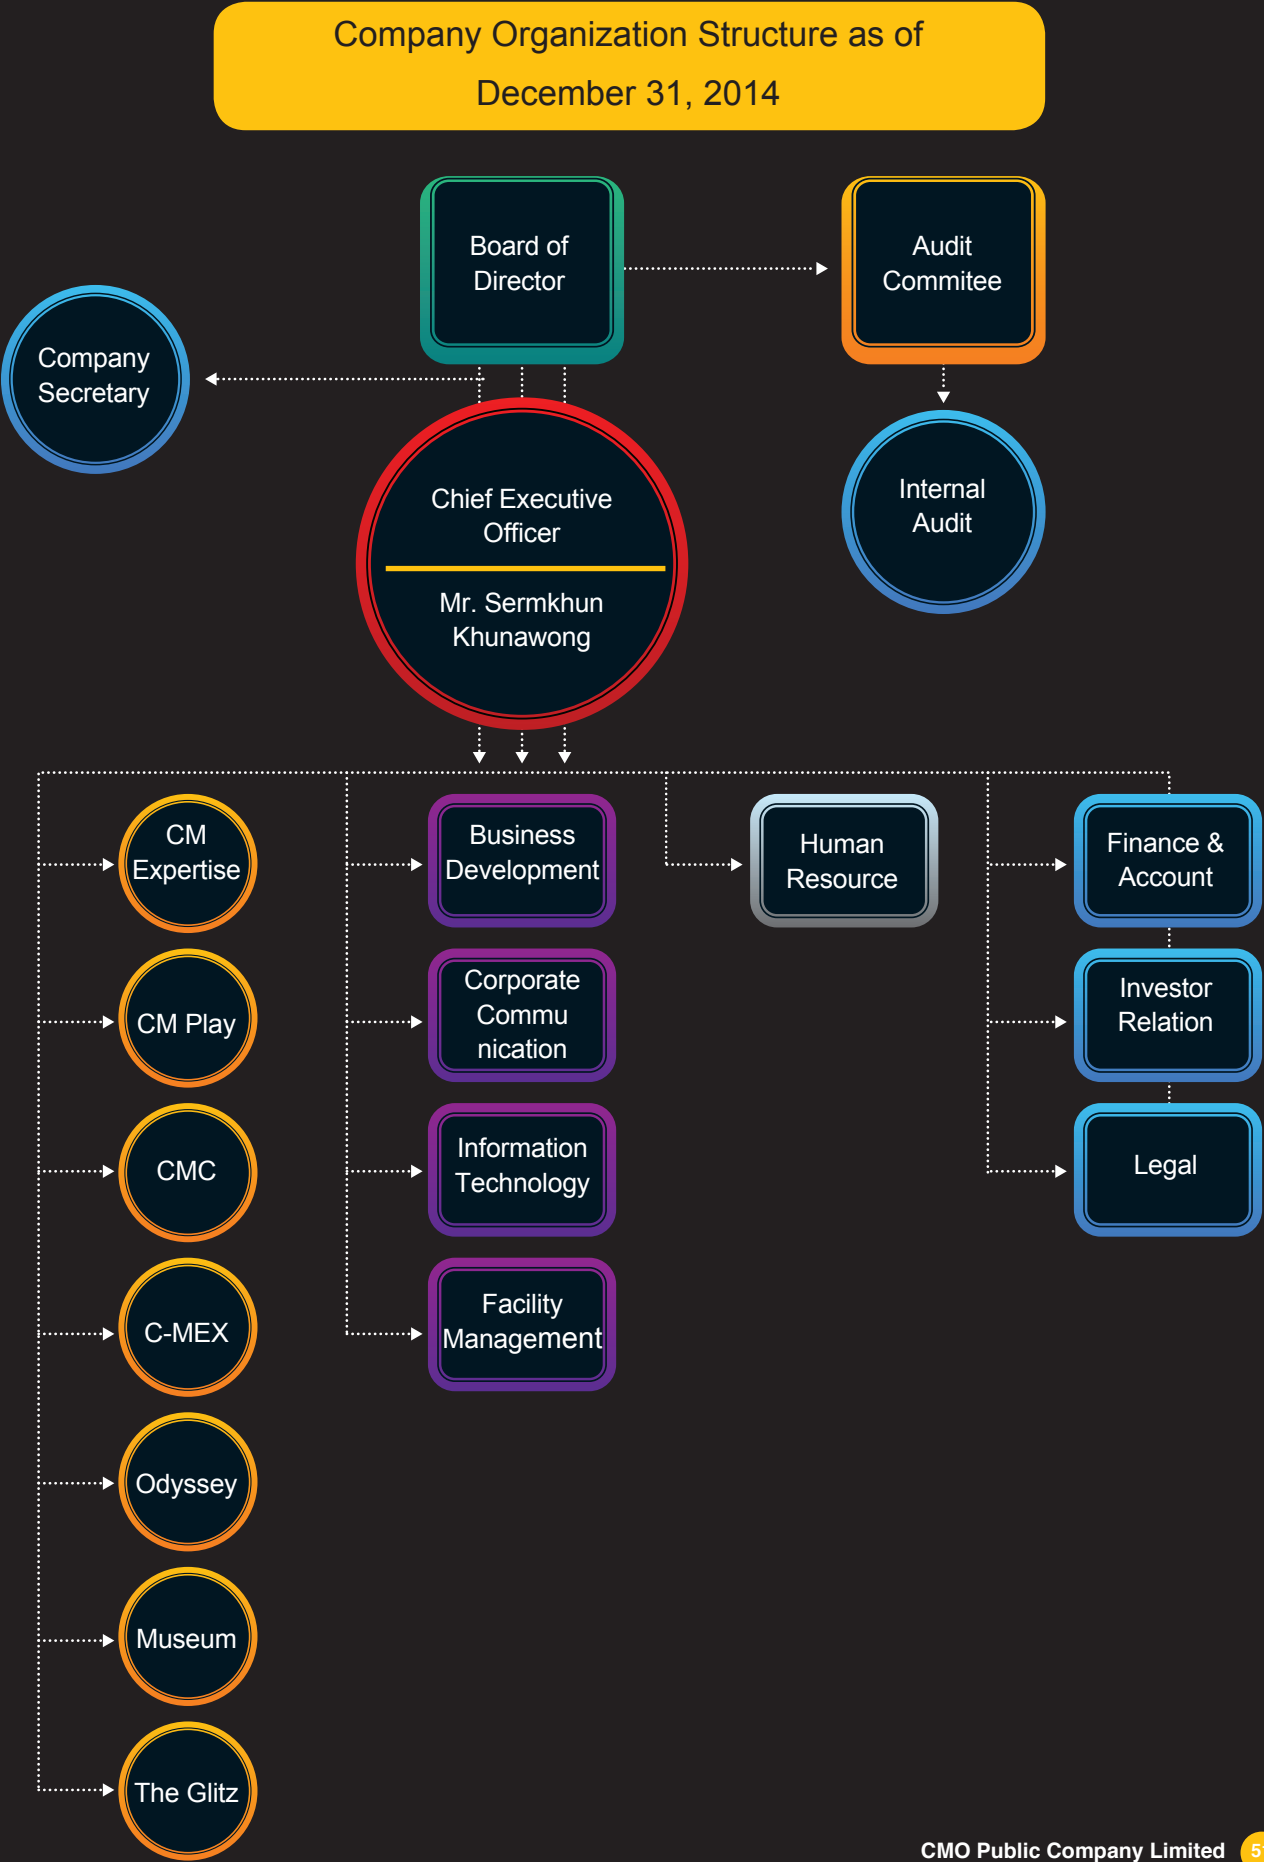 Company Organization Structure as of
December 31, 2014
Board of
Director
Audit
Commitee
Company
Secretary
Chief Executive
Officer
Mr. Sermkhun
Khunawong
Internal
Audit
CM
Expertise
CM Play
CMC
C-MEX
Odyssey
Museum
The Glitz
Business
Development
Corporate
Commu
nication
Information
Technology
Facility
Management
Human
Resource
Finance &
Account
Investor
Relation
Legal
CMO Public Company Limited